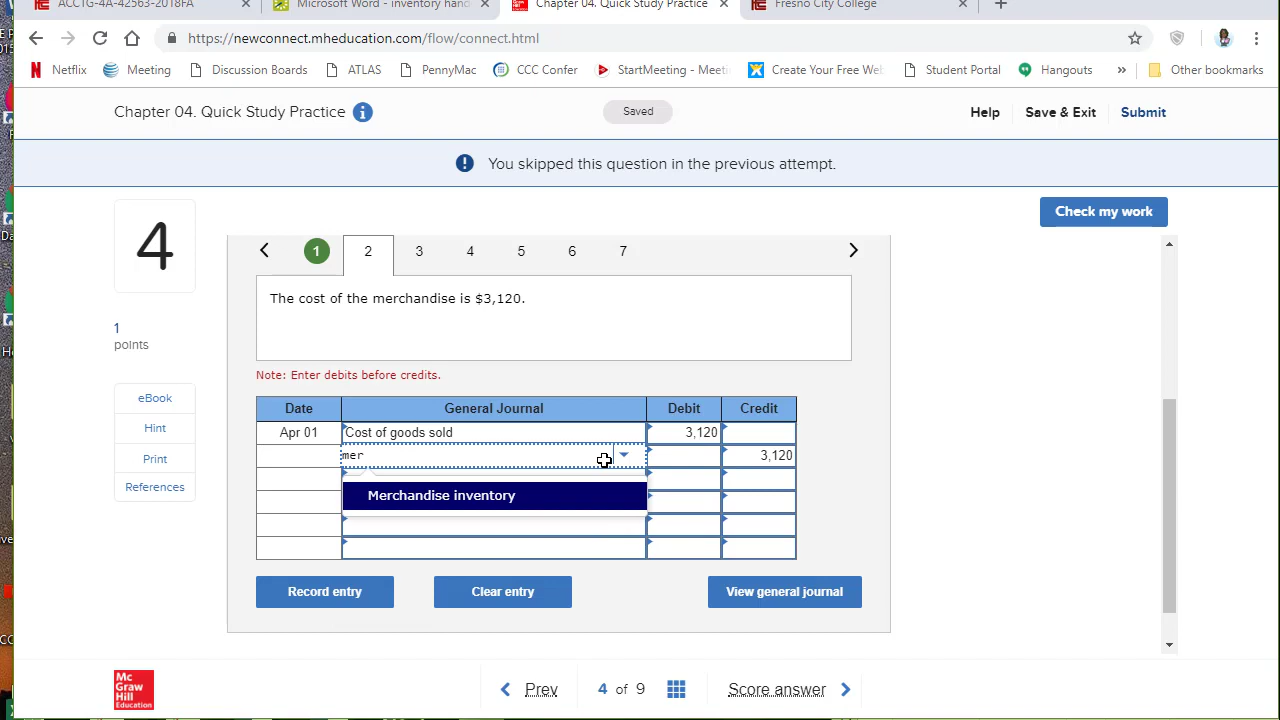 ACCTG-4A-42563-2018FA
Microsoft Word - inventory hand
Chapter 04. Quick Study Practice
Fresno City College
https://newconnect.mheducation.com/flow/connect.html
Netflix Meeting Discussion Boards ATLAS PennyMac CCC Confer StartMeeting - Meeti Create Your Free Web Student Portal Hangouts » Other bookmarks
Chapter 04. Quick Study Practice
Saved
Help Save & Exit Submit
You skipped this question in the previous attempt.
Check my work
4
1
points
eBook
Hint
Print
References
1 2 3 4 5 6 7
The cost of the merchandise is $3,120.
Note: Enter debits before credits.
Date General Journal Debit Credit
Apr 01 Cost of goods sold 3,120
mer 3,120
Merchandise inventory
Record entry Clear entry View general journal
Mc
Graw
Hill
Education
Prev 4 of 9 Score answer